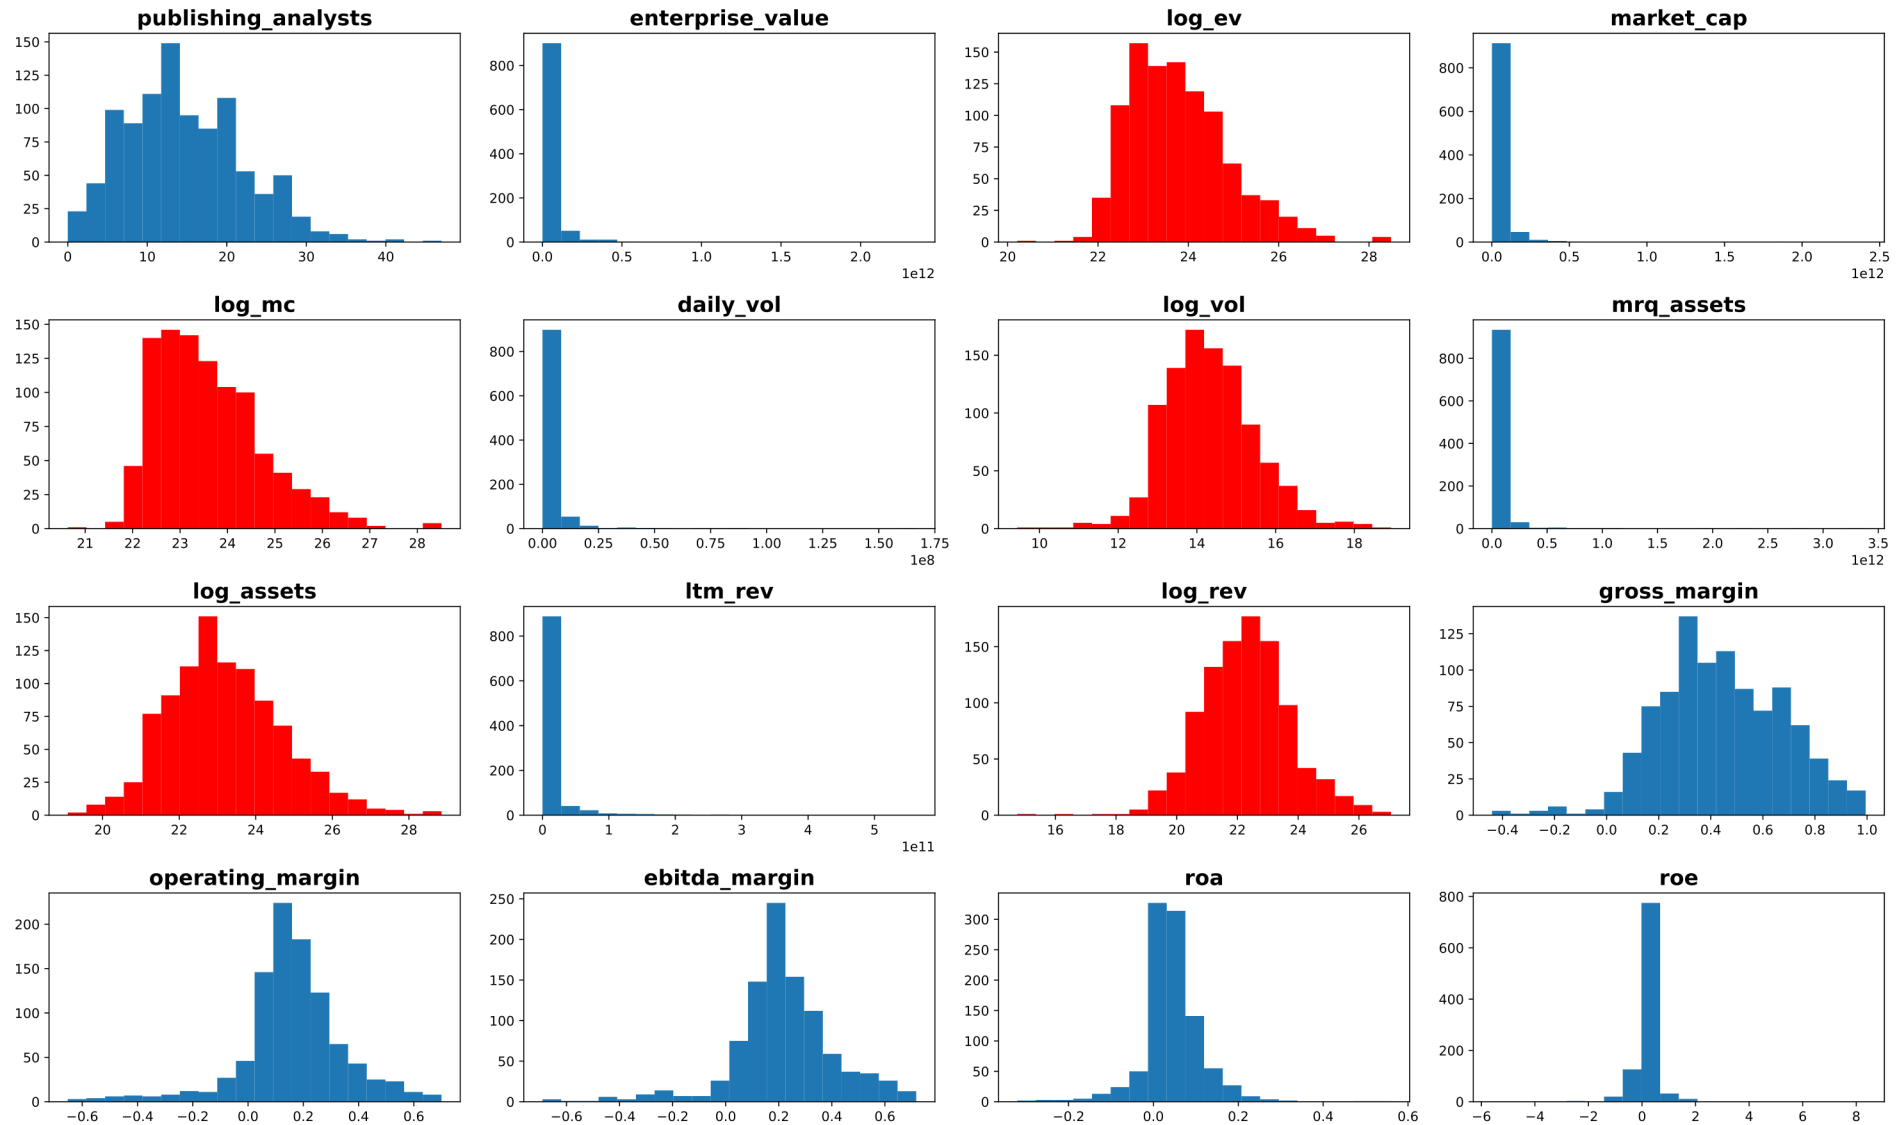 publishing_analysts
150
125
100
75
50
25
0
0 10 20 30 40
enterprise_value
800
600
400
200
0
0.0 0.5 1.0 1.5 2.0
1e12
log_ev
150
125
100
75
50
25
0
20 22 24 26 28
market_cap
800
600
400
200
0
0.0 0.5 1.0 1.5 2.0 2.5
1e12
log_mc
150
125
100
75
50
25
0
21 22 23 24 25 26 27 28
daily_vol
800
600
400
200
0
0.00 0.25 0.50 0.75 1.00 1.25 1.50 1.75
1e8
log_vol
150
100
50
0
10 12 14 16 18
mrq_assets
800
600
400
200
0
0.0 0.5 1.0 1.5 2.0 2.5 3.0 3.5
1e12
log_assets
150
125
100
75
50
25
0
20 22 24 26 28
ltm_rev
800
600
400
200
0
0 1 2 3 4 5
1e11
log_rev
150
100
50
0
16 18 20 22 24 26
gross_margin
125
100
75
50
25
0
−0.4 −0.2 0.0 0.2 0.4 0.6 0.8 1.0
operating_margin
200
150
100
50
0
−0.6 −0.4 −0.2 0.0 0.2 0.4 0.6
ebitda_margin
250
200
150
100
50
0
−0.6 −0.4 −0.2 0.0 0.2 0.4 0.6
roa
300
250
200
150
100
50
0
−0.2 0.0 0.2 0.4 0.6
roe
800
600
400
200
0
−6 −4 −2 0 2 4 6 8